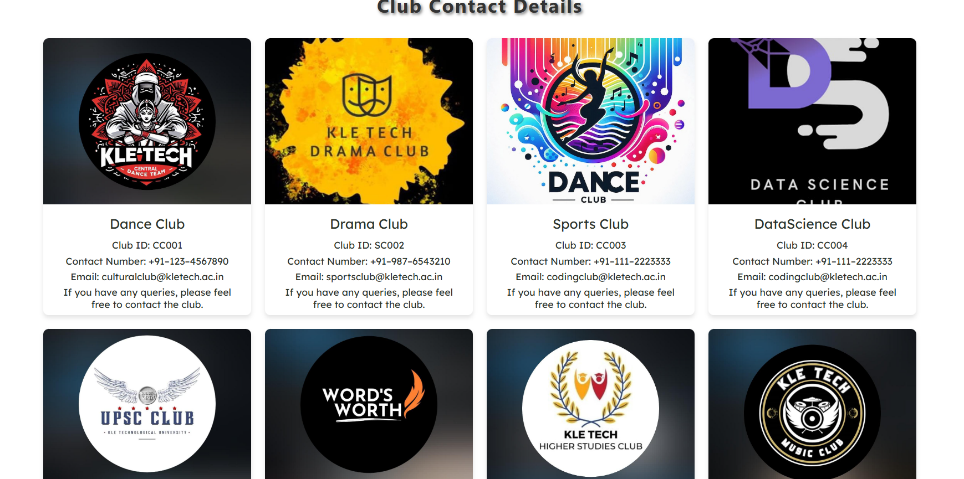 Club Contact Details
KLE TECH
CENTRAL
DANCE TEAM
Dance Club
Club ID: CC001
Contact Number: +91-123-4567890
Email: culturalclub@kletech.ac.in
If you have any queries, please feel
free to contact the club.
KLE TECH
DRAMA CLUB
Drama Club
Club ID: SC002
Contact Number: +91-987-6543210
Email: sportsclub@kletech.ac.in
If you have any queries, please feel
free to contact the club.
DANCE
CLUB
Sports Club
Club ID: CC003
Contact Number: +91-111-2223333
Email: codingclub@kletech.ac.in
If you have any queries, please feel
free to contact the club.
DS
DATA SCIENCE
CLUB
DataScience Club
Club ID: CC004
Contact Number: +91-111-2223333
Email: codingclub@kletech.ac.in
If you have any queries, please feel
free to contact the club.
UPSC CLUB
KLE TECHNOLOGICAL UNIVERSITY
WORD'S
WORTH
KLE TECH
HIGHER STUDIES CLUB
KLE TECH
MUSIC CLUB